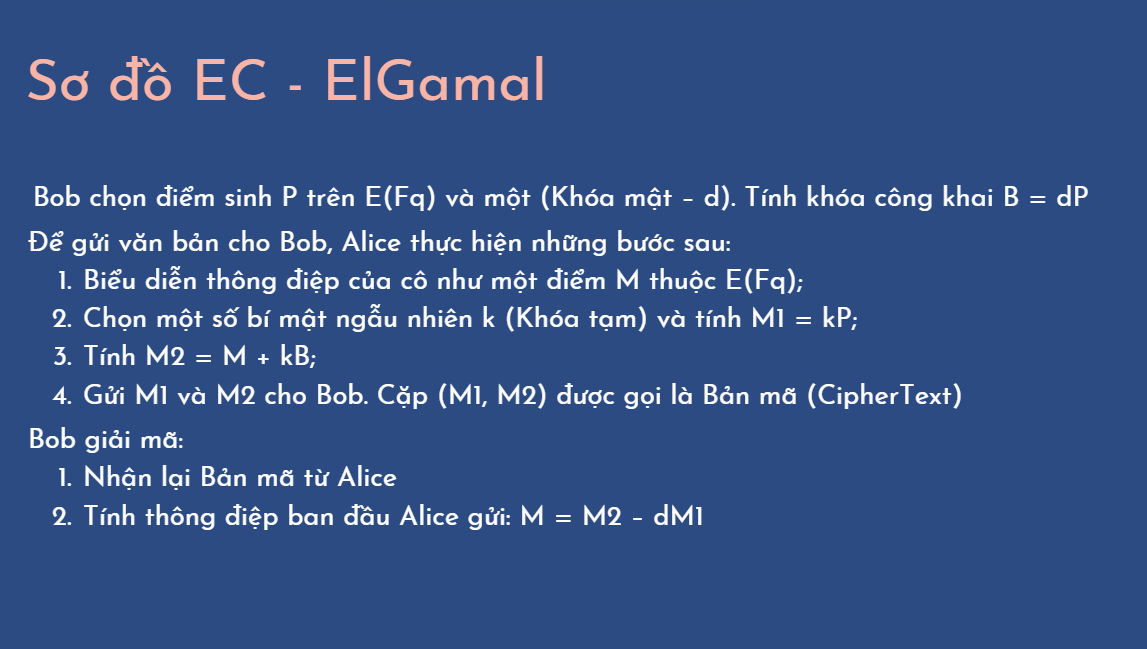 Sơ đồ EC - ElGamal
Bob chọn điểm sinh P trên E(Fq) và một (Khóa mật – d). Tính khóa công khai B = dP
Để gửi văn bản cho Bob, Alice thực hiện những bước sau:
1. Biểu diễn thông điệp của cô như một điểm M thuộc E(Fq);
2. Chọn một số bí mật ngẫu nhiên k (Khóa tạm) và tính M1 = kP;
3. Tính M2 = M + kB;
4. Gửi M1 và M2 cho Bob. Cặp (M1, M2) được gọi là Bản mã (CipherText)
Bob giải mã:
1. Nhận lại Bản mã từ Alice
2. Tính thông điệp ban đầu Alice gửi: M = M2 – dM1